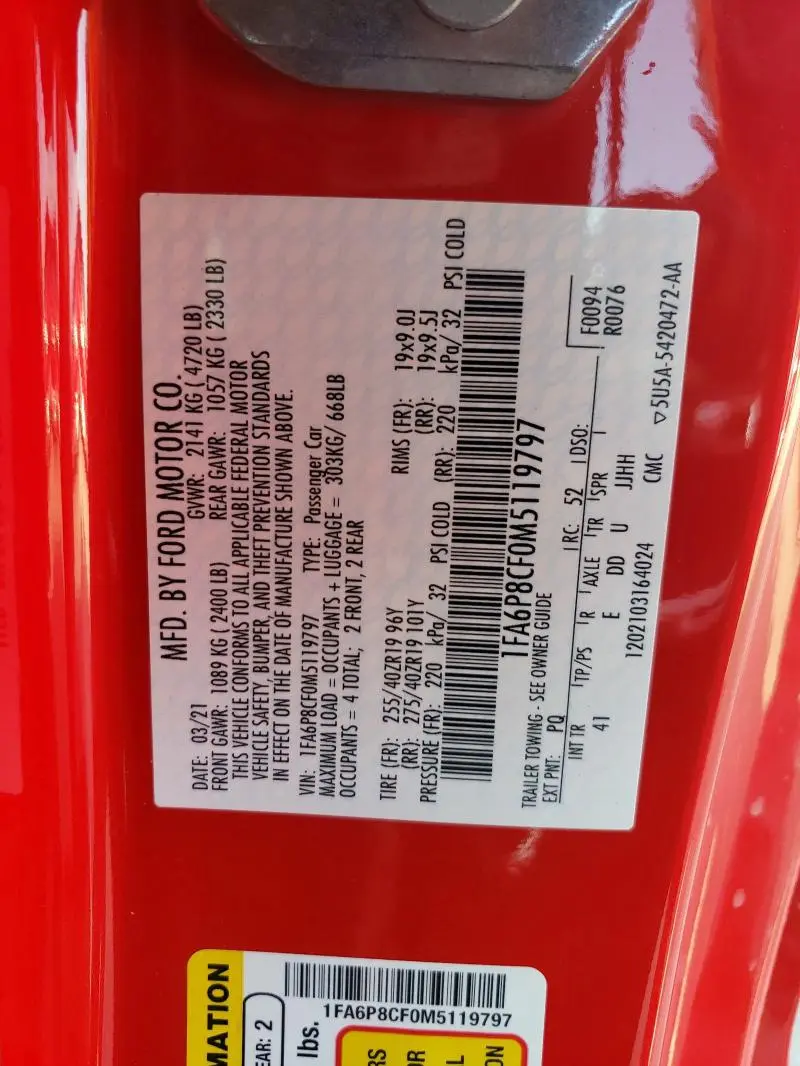 MFD. BY FORD MOTOR CO.
DATE: 03/21 GVWR: 2141 KG ( 4720 LB)
FRONT GAWR: 1089 KG ( 2400 LB) REAR GAWR: 1057 KG ( 2330 LB)
THIS VEHICLE CONFORMS TO ALL APPLICABLE FEDERAL MOTOR
VEHICLE SAFETY, BUMPER, AND THEFT PREVENTION STANDARDS
IN EFFECT ON THE DATE OF MANUFACTURE SHOWN ABOVE.
VIN: 1FA6P8CF0M5119797 TYPE: Passenger Car
MAXIMUM LOAD = OCCUPANTS + LUGGAGE = 303KG/ 668LB
OCCUPANTS = 4 TOTAL; 2 FRONT, 2 REAR
TIRE (FR): 255/40ZR19 96Y RIMS (FR): 19x9.0J
(RR): 275/40ZR19 101Y (RR): 19x9.5J
PRESSURE (FR): 220 kPa/ 32 PSI COLD (RR): 220 kPa/ 32 PSI COLD
1FA6P8CF0M5119797
TRAILER TOWING - SEE OWNER GUIDE
EXT PNT: PQ RC: 52 DSO: F0094
R0076
INT TR TP/PS R AXLE TR SPR
41 E DD U JJHH
1202103164024 CMC ▽5U5A-5420472-AA
MATION
EAR: 2
lbs.
1FA6P8CF0M5119797
RS
OR
L
ON